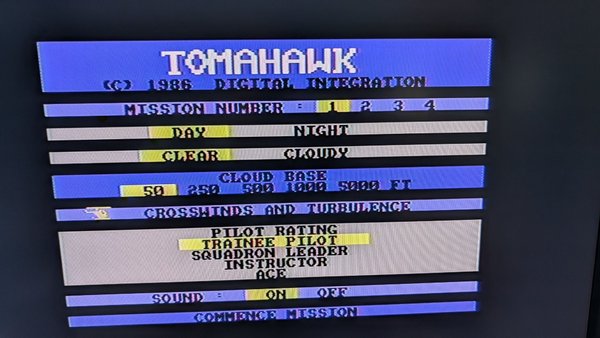 TOMAHAWK
(C) 1986 DIGITAL INTEGRATION
MISSION NUMBER : 1 2 3 4
DAY NIGHT
CLEAR CLOUDY
CLOUD BASE
50 250 500 1000 5000 FT
CROSSWINDS AND TURBULENCE
PILOT RATING
TRAINEE PILOT
SQUADRON LEADER
INSTRUCTOR
ACE
SOUND : ON OFF
COMMENCE MISSION